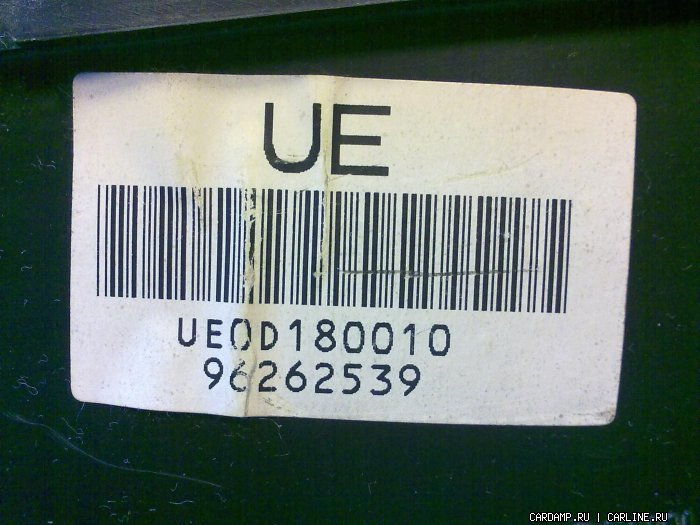 UE
UE0D180010
96262539
CARDAMP.RU | CARLINE.RU